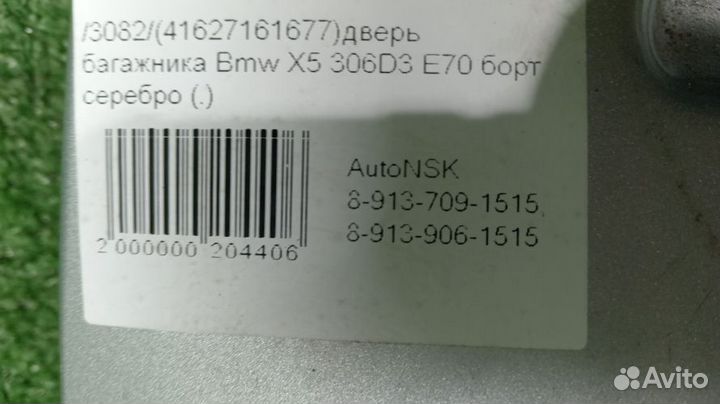 /3082/(41627161677)дверь
багажника Bmw X5 306D3 E70 борт
серебро (.)
AutoNSK
8-913-709-1515,
8-913-906-1515
2 000000 204406
Avito